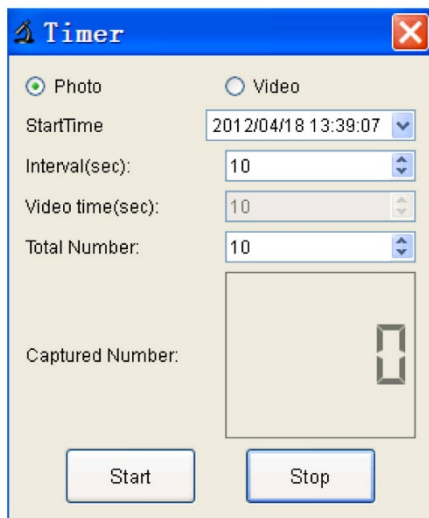 Timer
Photo Video
StartTime 2012/04/18 13:39:07
Interval(sec): 10
Video time(sec): 10
Total Number: 10
Captured Number: 0
Start Stop